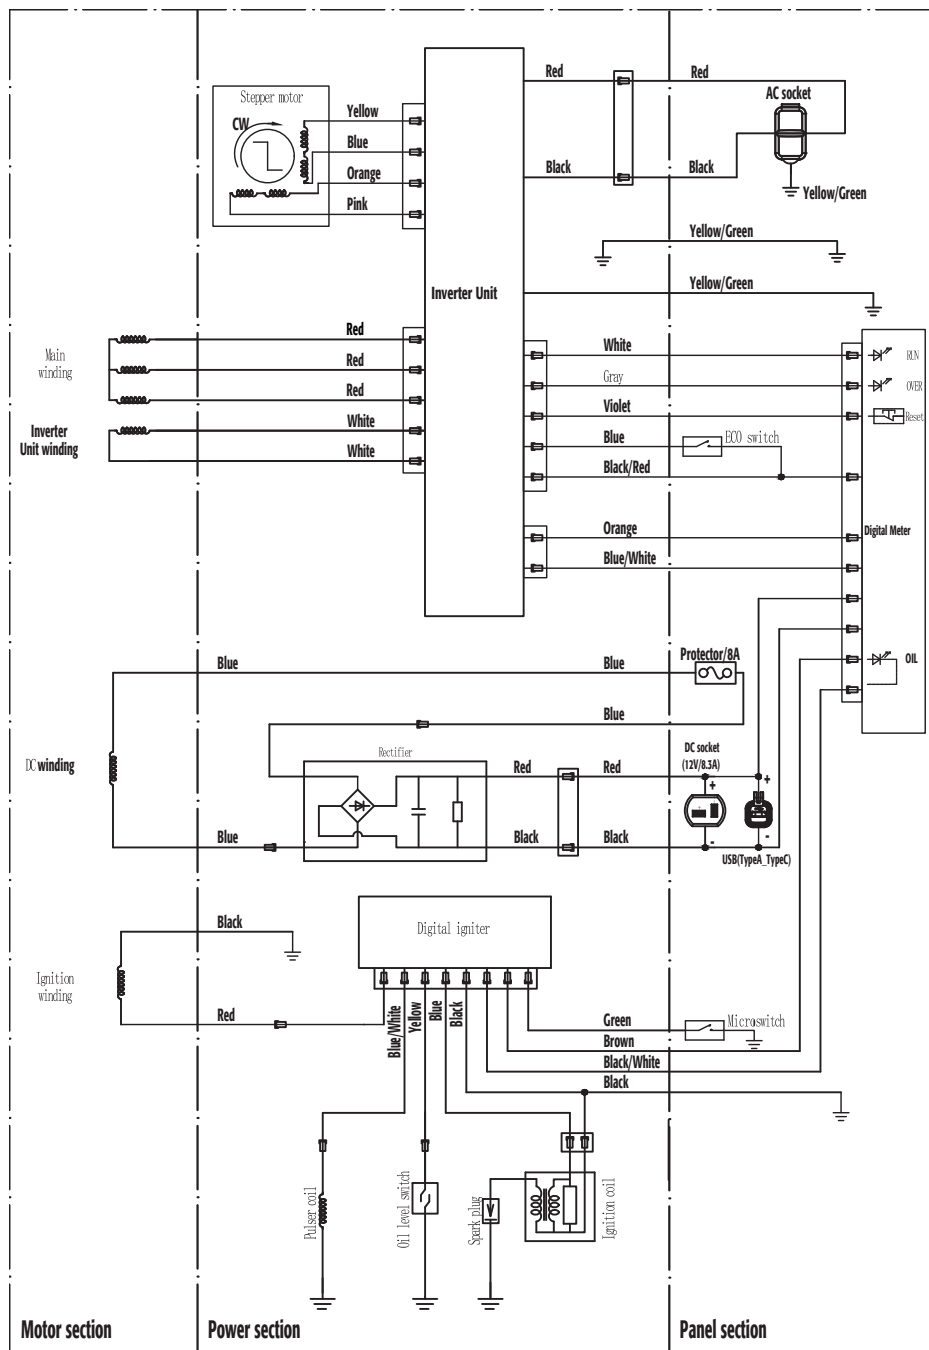 Red
Red
Stepper motor
AC socket
CW
Yellow
Blue
Black
Black
Orange
Yellow/Green
Pink
Yellow/Green
Yellow/Green
Inverter Unit
Red
Main
winding
White
RUN
Red
Gray
OVER
Red
Violet
Reset
White
Inverter
Unit winding
Blue
ECO switch
White
Black/Red
Orange
Digital Meter
Blue/White
Protector/8A
OIL
Blue
Blue
Blue
Rectifier
DC socket
(12V/8.3A)
DC winding
Red
Red
+
+
Blue
Black
Black
-
-
USB(TypeA_TypeC)
Black
Digital igniter
Ignition
winding
Red
Blue/White
Yellow
Blue
Black
Green
Microswitch
Brown
Black/White
Black
Pulser coil
Oil level switch
Spark plug
Ignition coil
Motor section
Power section
Panel section